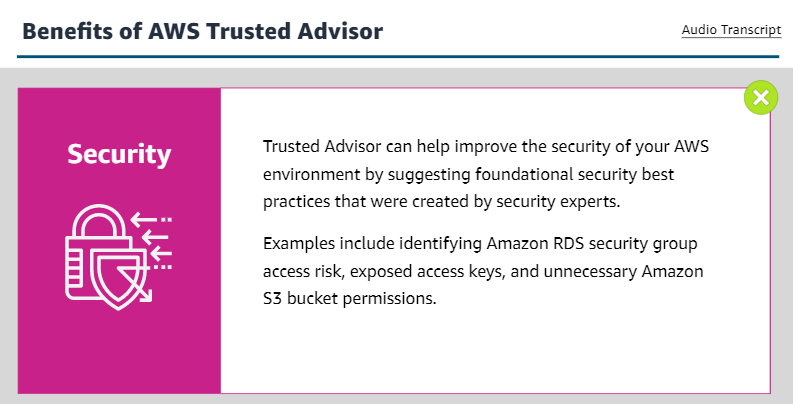 Benefits of AWS Trusted Advisor
Audio Transcript
Security
Trusted Advisor can help improve the security of your AWS
environment by suggesting foundational security best
practices that were created by security experts.
Examples include identifying Amazon RDS security group
access risk, exposed access keys, and unnecessary Amazon
S3 bucket permissions.